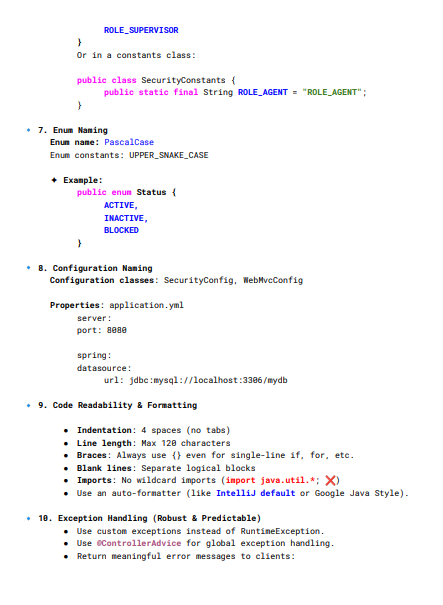 ROLE_SUPERVISOR
}
Or in a constants class:
public class SecurityConstants {
public static final String ROLE_AGENT = "ROLE_AGENT";
}
🔹 7. Enum Naming
Enum name: PascalCase
Enum constants: UPPER_SNAKE_CASE
✦ Example:
public enum Status {
ACTIVE,
INACTIVE,
BLOCKED
}
🔹 8. Configuration Naming
Configuration classes: SecurityConfig, WebMvcConfig
Properties: application.yml
server:
port: 8080
spring:
datasource:
url: jdbc:mysql://localhost:3306/mydb
🔹 9. Code Readability & Formatting
● Indentation: 4 spaces (no tabs)
● Line length: Max 120 characters
● Braces: Always use {} even for single-line if, for, etc.
● Blank lines: Separate logical blocks
● Imports: No wildcard imports (import java.util.*; ❌)
● Use an auto-formatter (like IntelliJ default or Google Java Style).
🔹 10. Exception Handling (Robust & Predictable)
● Use custom exceptions instead of RuntimeException.
● Use @ControllerAdvice for global exception handling.
● Return meaningful error messages to clients: